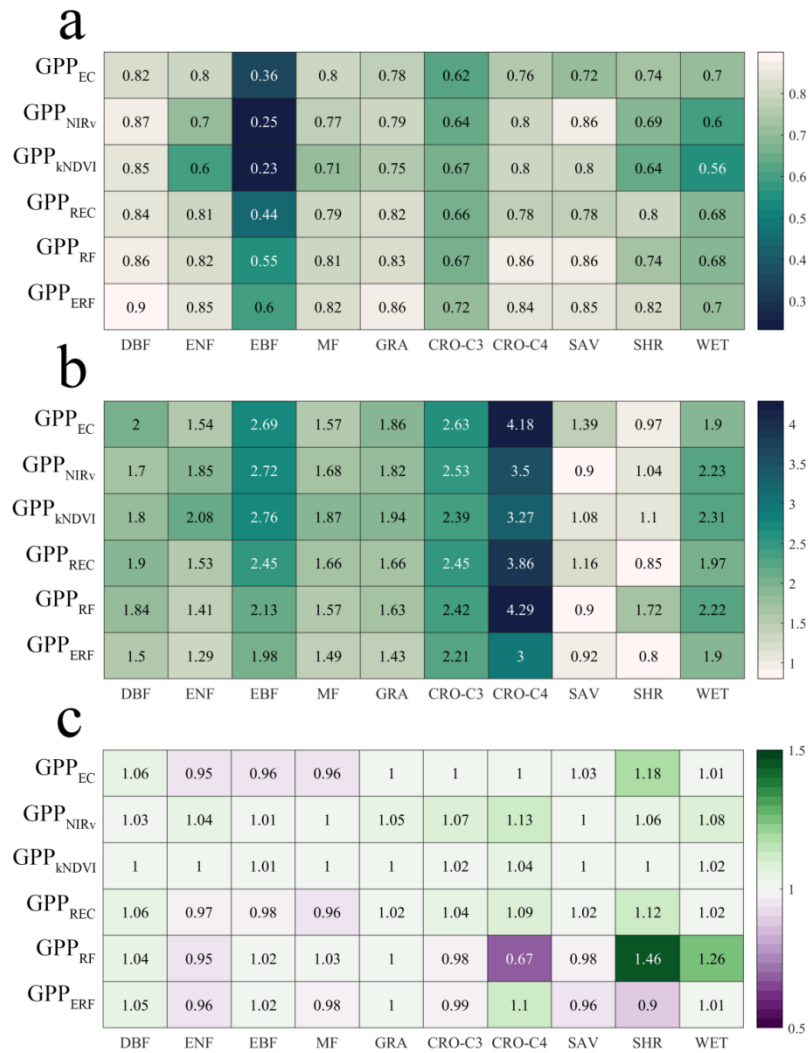 a
GPP_EC 0.82 0.8 0.36 0.8 0.78 0.62 0.76 0.72 0.74 0.7
GPP_NIRv 0.87 0.7 0.25 0.77 0.79 0.64 0.8 0.86 0.69 0.6
GPP_kNDVI 0.85 0.6 0.23 0.71 0.75 0.67 0.8 0.8 0.64 0.56
GPP_REC 0.84 0.81 0.44 0.79 0.82 0.66 0.78 0.78 0.8 0.68
GPP_RF 0.86 0.82 0.55 0.81 0.83 0.67 0.86 0.86 0.74 0.68
GPP_ERF 0.9 0.85 0.6 0.82 0.86 0.72 0.84 0.85 0.82 0.7
DBF ENF EBF MF GRA CRO-C3 CRO-C4 SAV SHR WET
0.8
0.7
0.6
0.5
0.4
0.3
b
GPP_EC 2 1.54 2.69 1.57 1.86 2.63 4.18 1.39 0.97 1.9
GPP_NIRv 1.7 1.85 2.72 1.68 1.82 2.53 3.5 0.9 1.04 2.23
GPP_kNDVI 1.8 2.08 2.76 1.87 1.94 2.39 3.27 1.08 1.1 2.31
GPP_REC 1.9 1.53 2.45 1.66 1.66 2.45 3.86 1.16 0.85 1.97
GPP_RF 1.84 1.41 2.13 1.57 1.63 2.42 4.29 0.9 1.72 2.22
GPP_ERF 1.5 1.29 1.98 1.49 1.43 2.21 3 0.92 0.8 1.9
DBF ENF EBF MF GRA CRO-C3 CRO-C4 SAV SHR WET
4
3.5
3
2.5
2
1.5
1
c
GPP_EC 1.06 0.95 0.96 0.96 1 1 1 1.03 1.18 1.01
GPP_NIRv 1.03 1.04 1.01 1 1.05 1.07 1.13 1 1.06 1.08
GPP_kNDVI 1 1 1.01 1 1 1.02 1.04 1 1 1.02
GPP_REC 1.06 0.97 0.98 0.96 1.02 1.04 1.09 1.02 1.12 1.02
GPP_RF 1.04 0.95 1.02 1.03 1 0.98 0.67 0.98 1.46 1.26
GPP_ERF 1.05 0.96 1.02 0.98 1 0.99 1.1 0.96 0.9 1.01
DBF ENF EBF MF GRA CRO-C3 CRO-C4 SAV SHR WET
1.5
1
0.5